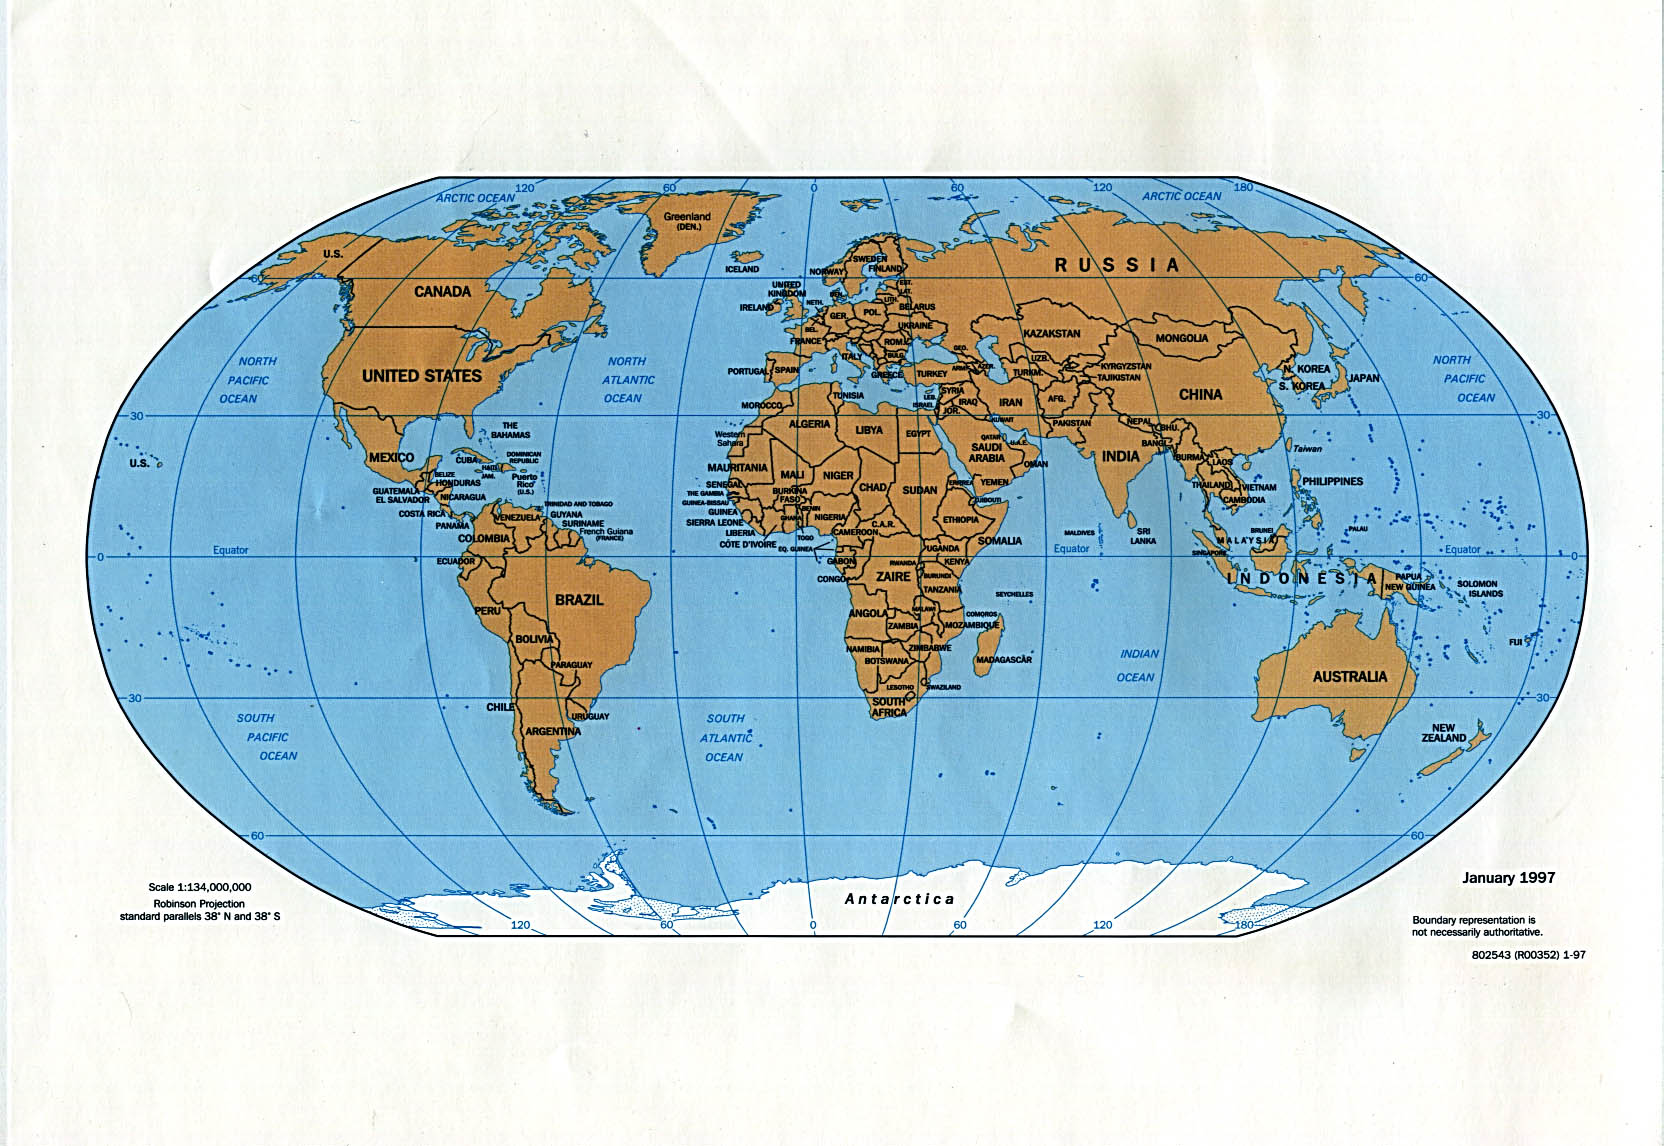 120
60
0
60
120
180
ARCTIC OCEAN
ARCTIC OCEAN
Greenland
(DEN.)
U.S.
ICELAND
NORWAY
SWEDEN
FINLAND
RUSSIA
60
60
CANADA
UNITED
KINGDOM
IRELAND
NETH.
DEN.
EST.
LAT.
LITH.
BELARUS
GER.
POL.
BEL.
UKRAINE
FRANCE
ROM.
BULG.
ITALY
KAZAKSTAN
MONGOLIA
NORTH
PACIFIC
OCEAN
NORTH
ATLANTIC
OCEAN
NORTH
PACIFIC
OCEAN
UNITED STATES
PORTUGAL
SPAIN
GREECE
TURKEY
GEO.
ARM.
AZER.
UZB.
TURKM.
KYRGYZSTAN
TAJIKISTAN
N. KOREA
S. KOREA
JAPAN
CHINA
MOROCCO
TUNISIA
SYRIA
LEB.
ISRAEL
JOR.
IRAQ
IRAN
AFG.
30
30
KUWAIT
PAKISTAN
NEPAL
BHU.
ALGERIA
LIBYA
EGYPT
QATAR
U.A.E.
SAUDI
ARABIA
OMAN
BANGL.
INDIA
BURMA
LAOS
Taiwan
THE
BAHAMAS
Western
Sahara
U.S.
MEXICO
CUBA
DOMINICAN
REPUBLIC
HAITI
JAM.
Puerto
Rico
(U.S.)
BELIZE
HONDURAS
GUATEMALA
EL SALVADOR
NICARAGUA
COSTA RICA
PANAMA
TRINIDAD AND TOBAGO
VENEZUELA
GUYANA
SURINAME
French Guiana
(FRANCE)
COLOMBIA
ECUADOR
MAURITANIA
MALI
NIGER
CHAD
SUDAN
ERITREA
YEMEN
DJIBOUTI
SENEGAL
THE GAMBIA
GUINEA-BISSAU
GUINEA
SIERRA LEONE
LIBERIA
CÔTE D'IVOIRE
BURKINA
FASO
GHANA
BENIN
TOGO
NIGERIA
C.A.R.
CAMEROON
EQ. GUINEA
ETHIOPIA
SOMALIA
THAILAND
VIETNAM
CAMBODIA
PHILIPPINES
MALDIVES
SRI
LANKA
BRUNEI
MALAYSIA
SINGAPORE
PALAU
0
Equator
Equator
Equator
0
GABON
CONGO
UGANDA
KENYA
RWANDA
BURUNDI
ZAIRE
TANZANIA
SEYCHELLES
INDONESIA
PAPUA
NEW GUINEA
SOLOMON
ISLANDS
PERU
BRAZIL
BOLIVIA
PARAGUAY
ANGOLA
MALAWI
ZAMBIA
COMOROS
MOZAMBIQUE
NAMIBIA
ZIMBABWE
BOTSWANA
MADAGASCAR
FIJI
INDIAN
OCEAN
AUSTRALIA
LESOTHO
SWAZILAND
SOUTH
AFRICA
30
30
CHILE
URUGUAY
ARGENTINA
SOUTH
PACIFIC
OCEAN
SOUTH
ATLANTIC
OCEAN
NEW
ZEALAND
60
60
Antarctica
120
60
0
60
120
180
Scale 1:134,000,000
Robinson Projection
standard parallels 38° N and 38° S
January 1997
Boundary representation is
not necessarily authoritative.
802543 (R00352) 1-97